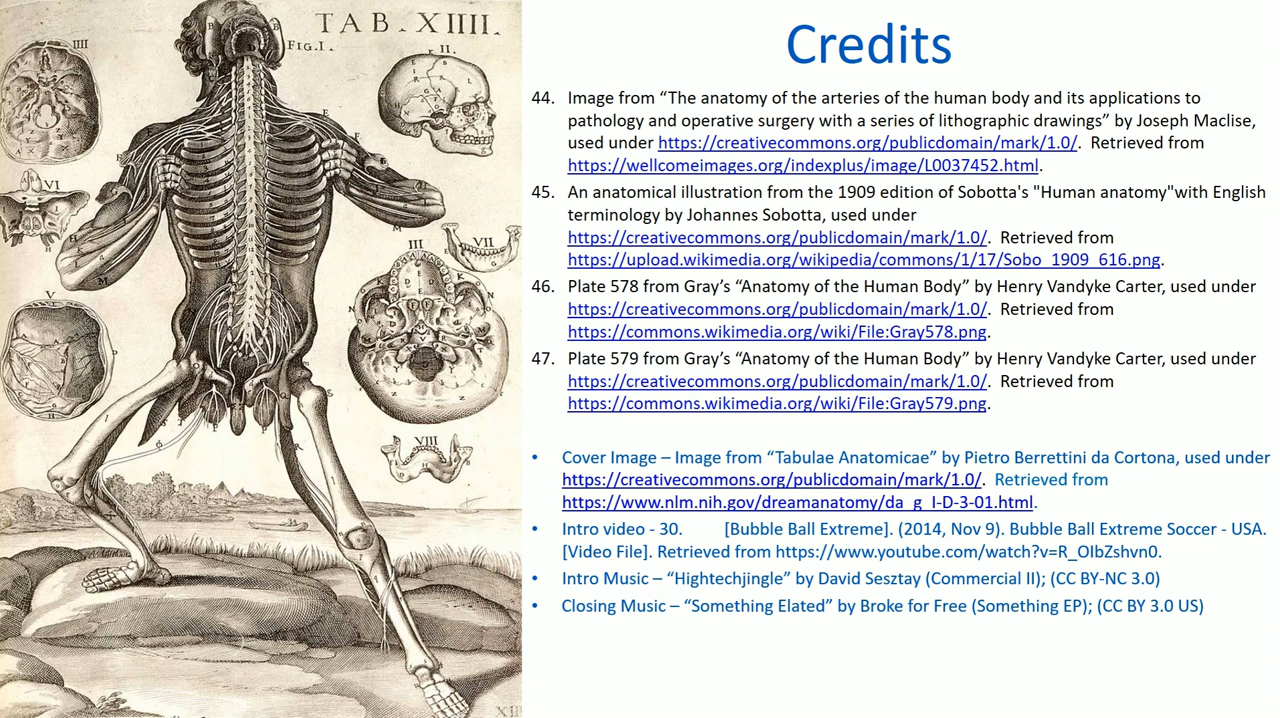 TAB. XIIII.
FIG. I.
IIII
II.
VI
III
VII
V
VIII
XII
Credits
44. Image from “The anatomy of the arteries of the human body and its applications to
pathology and operative surgery with a series of lithographic drawings” by Joseph Maclise,
used under https://creativecommons.org/publicdomain/mark/1.0/. Retrieved from
https://wellcomeimages.org/indexplus/image/L0037452.html.
45. An anatomical illustration from the 1909 edition of Sobotta's "Human anatomy"with English
terminology by Johannes Sobotta, used under
https://creativecommons.org/publicdomain/mark/1.0/. Retrieved from
https://upload.wikimedia.org/wikipedia/commons/1/17/Sobo_1909_616.png.
46. Plate 578 from Gray’s “Anatomy of the Human Body” by Henry Vandyke Carter, used under
https://creativecommons.org/publicdomain/mark/1.0/. Retrieved from
https://commons.wikimedia.org/wiki/File:Gray578.png.
47. Plate 579 from Gray’s “Anatomy of the Human Body” by Henry Vandyke Carter, used under
https://creativecommons.org/publicdomain/mark/1.0/. Retrieved from
https://commons.wikimedia.org/wiki/File:Gray579.png.
• Cover Image – Image from “Tabulae Anatomicae” by Pietro Berrettini da Cortona, used under
https://creativecommons.org/publicdomain/mark/1.0/. Retrieved from
https://www.nlm.nih.gov/dreamanatomy/da_g_I-D-3-01.html.
• Intro video - 30. [Bubble Ball Extreme]. (2014, Nov 9). Bubble Ball Extreme Soccer - USA.
[Video File]. Retrieved from https://www.youtube.com/watch?v=R_OIbZshvn0.
• Intro Music – “Hightechjingle” by David Sesztay (Commercial II); (CC BY-NC 3.0)
• Closing Music – “Something Elated” by Broke for Free (Something EP); (CC BY 3.0 US)